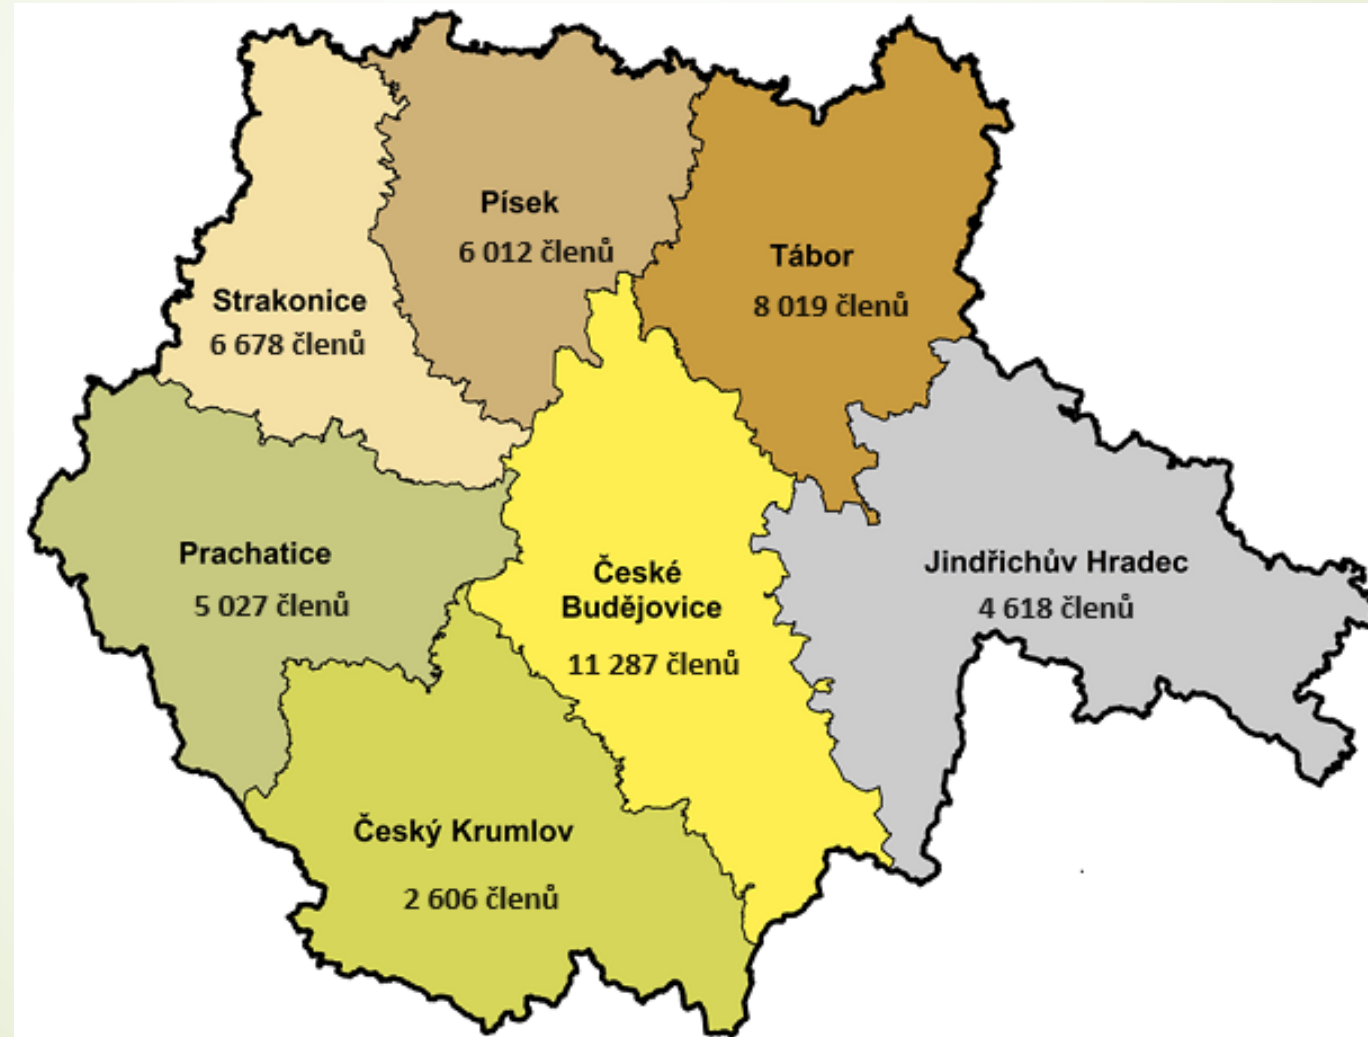 Písek
6 012 členů
Tábor
8 019 členů
Strakonice
6 678 členů
Prachatice
5 027 členů
České
Budějovice
11 287 členů
Jindřichův Hradec
4 618 členů
Český Krumlov
2 606 členů